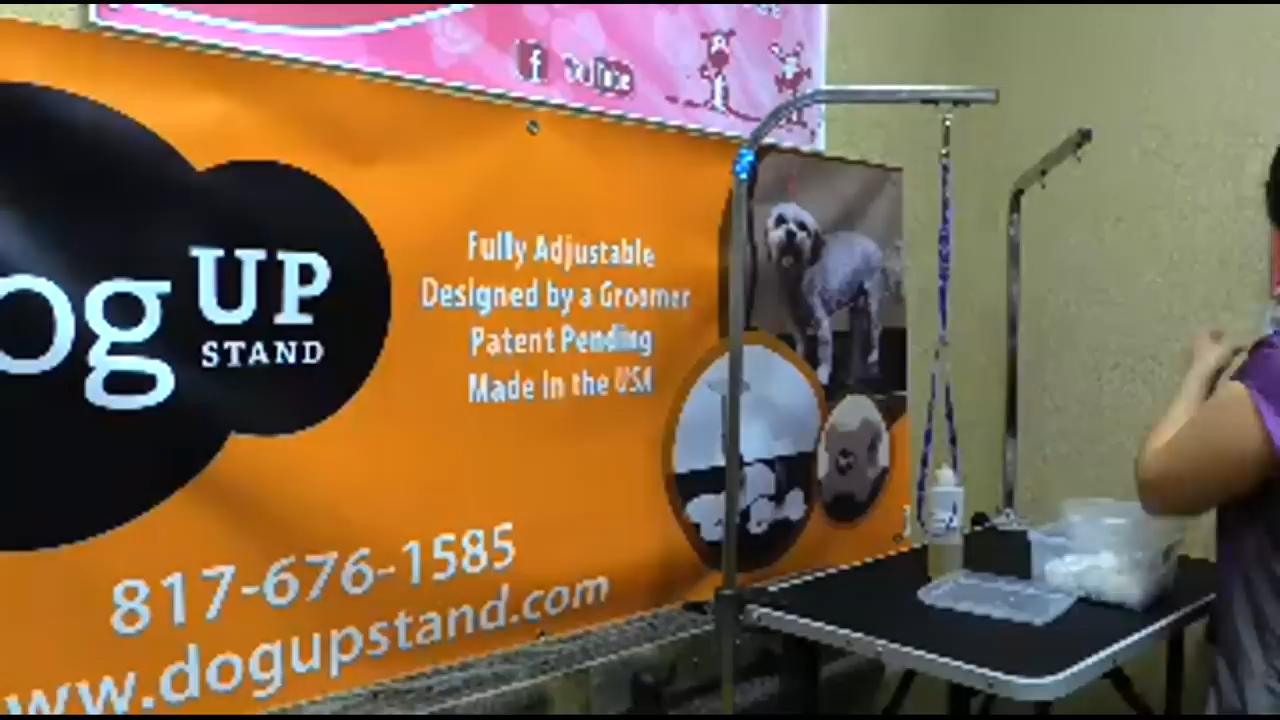 f YouTube
og UP
STAND
Fully Adjustable
Designed by a Groomer
Patent Pending
Made in the USA
817-676-1585
www.dogupstand.com